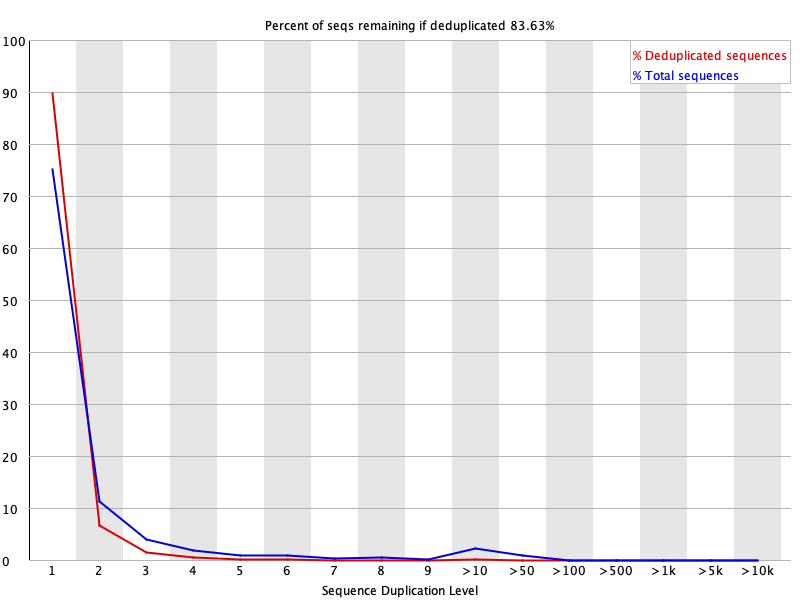 Percent of seqs remaining if deduplicated 83.63%
% Deduplicated sequences
% Total sequences
100
90
80
70
60
50
40
30
20
10
0
1 2 3 4 5 6 7 8 9 >10 >50 >100 >500 >1k >5k >10k
Sequence Duplication Level